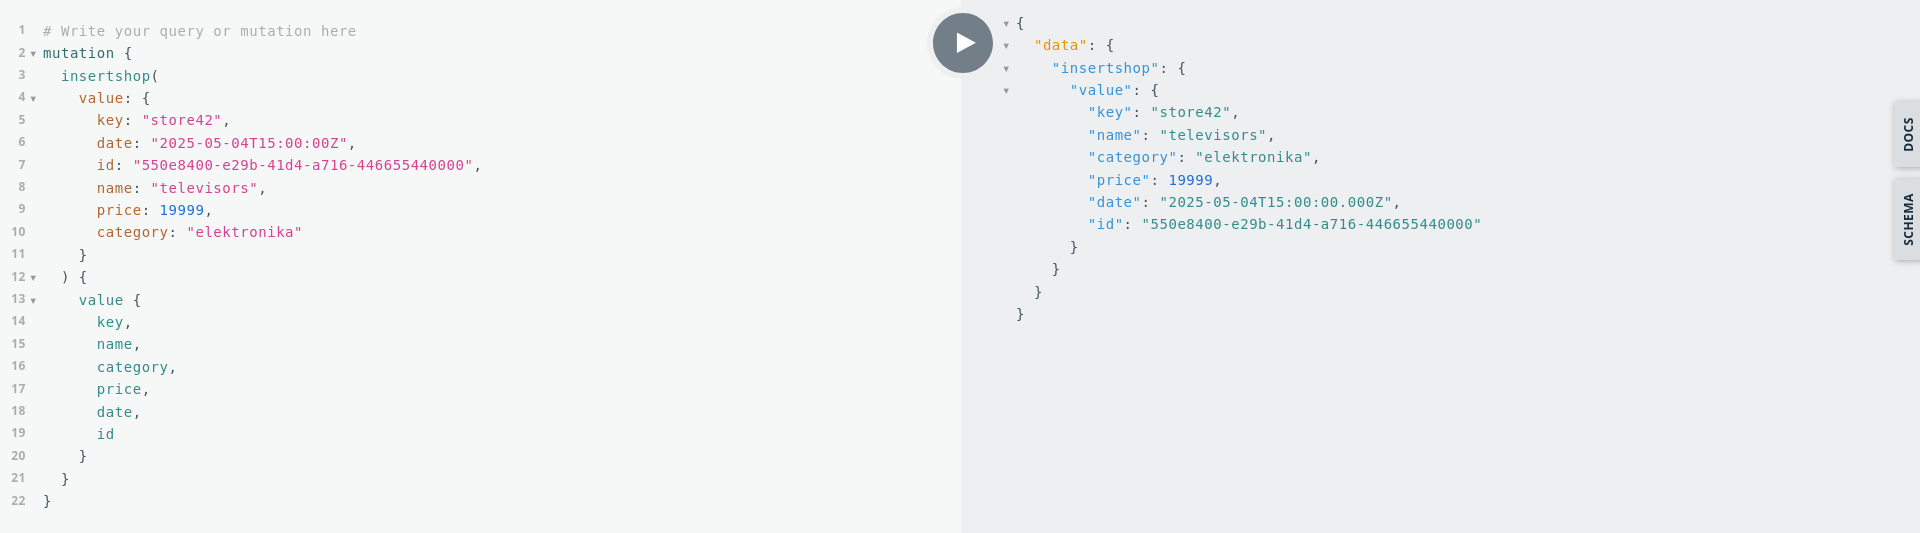 1 # Write your query or mutation here
2 ▾ mutation {
3   insertshop(
4 ▾     value: {
5       key: "store42",
6       date: "2025-05-04T15:00:00Z",
7       id: "550e8400-e29b-41d4-a716-446655440000",
8       name: "televisors",
9       price: 19999,
10       category: "elektronika"
11     }
12 ▾   ) {
13 ▾     value {
14       key,
15       name,
16       category,
17       price,
18       date,
19       id
20     }
21   }
22 }
▾ {
▾   "data": {
▾     "insertshop": {
▾       "value": {
        "key": "store42",
        "name": "televisors",
        "category": "elektronika",
        "price": 19999,
        "date": "2025-05-04T15:00:00.000Z",
        "id": "550e8400-e29b-41d4-a716-446655440000"
      }
    }
  }
}
DOCS
SCHEMA